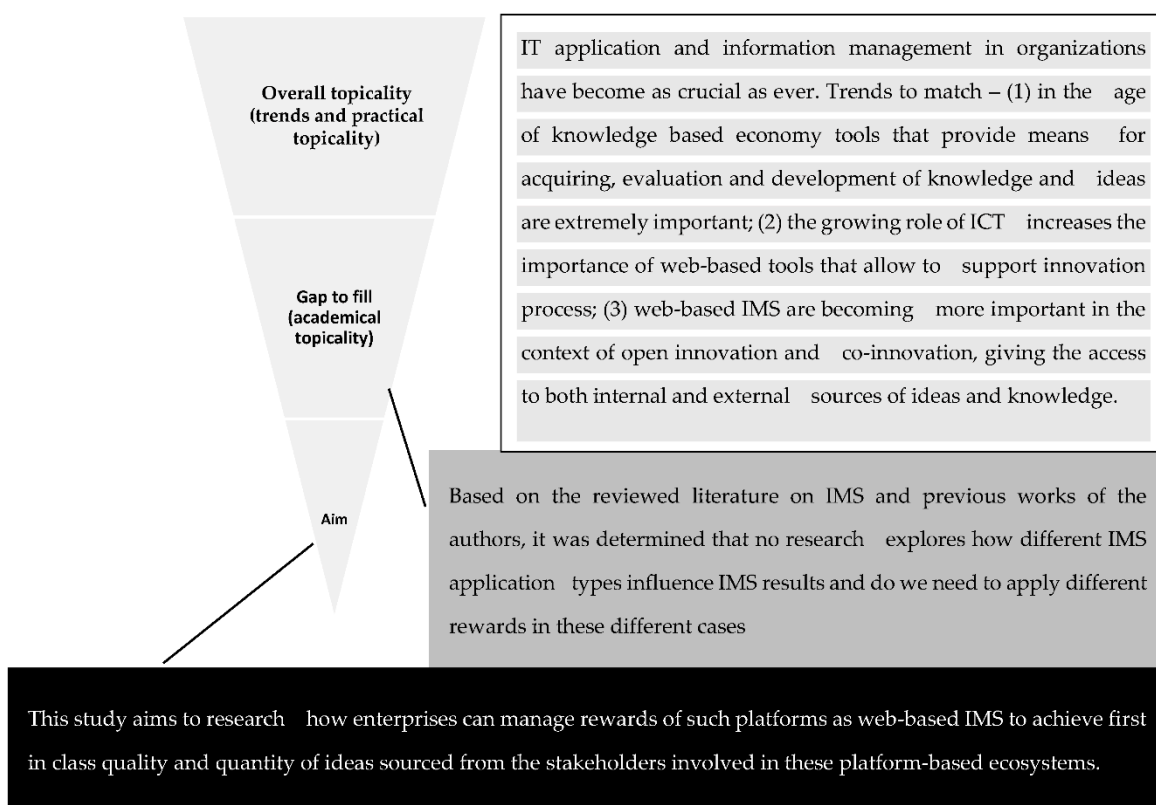 Overall topicality
(trends and practical
topicality)
IT application and information management in organizations
have become as crucial as ever. Trends to match – (1) in the age
of knowledge based economy tools that provide means for
acquiring, evaluation and development of knowledge and ideas
are extremely important; (2) the growing role of ICT increases the
importance of web-based tools that allow to support innovation
process; (3) web-based IMS are becoming more important in the
context of open innovation and co-innovation, giving the access
to both internal and external sources of ideas and knowledge.
Gap to fill
(academical
topicality)
Based on the reviewed literature on IMS and previous works of the
authors, it was determined that no research explores how different IMS
application types influence IMS results and do we need to apply different
rewards in these different cases
Aim
This study aims to research how enterprises can manage rewards of such platforms as web-based IMS to achieve first
in class quality and quantity of ideas sourced from the stakeholders involved in these platform-based ecosystems.